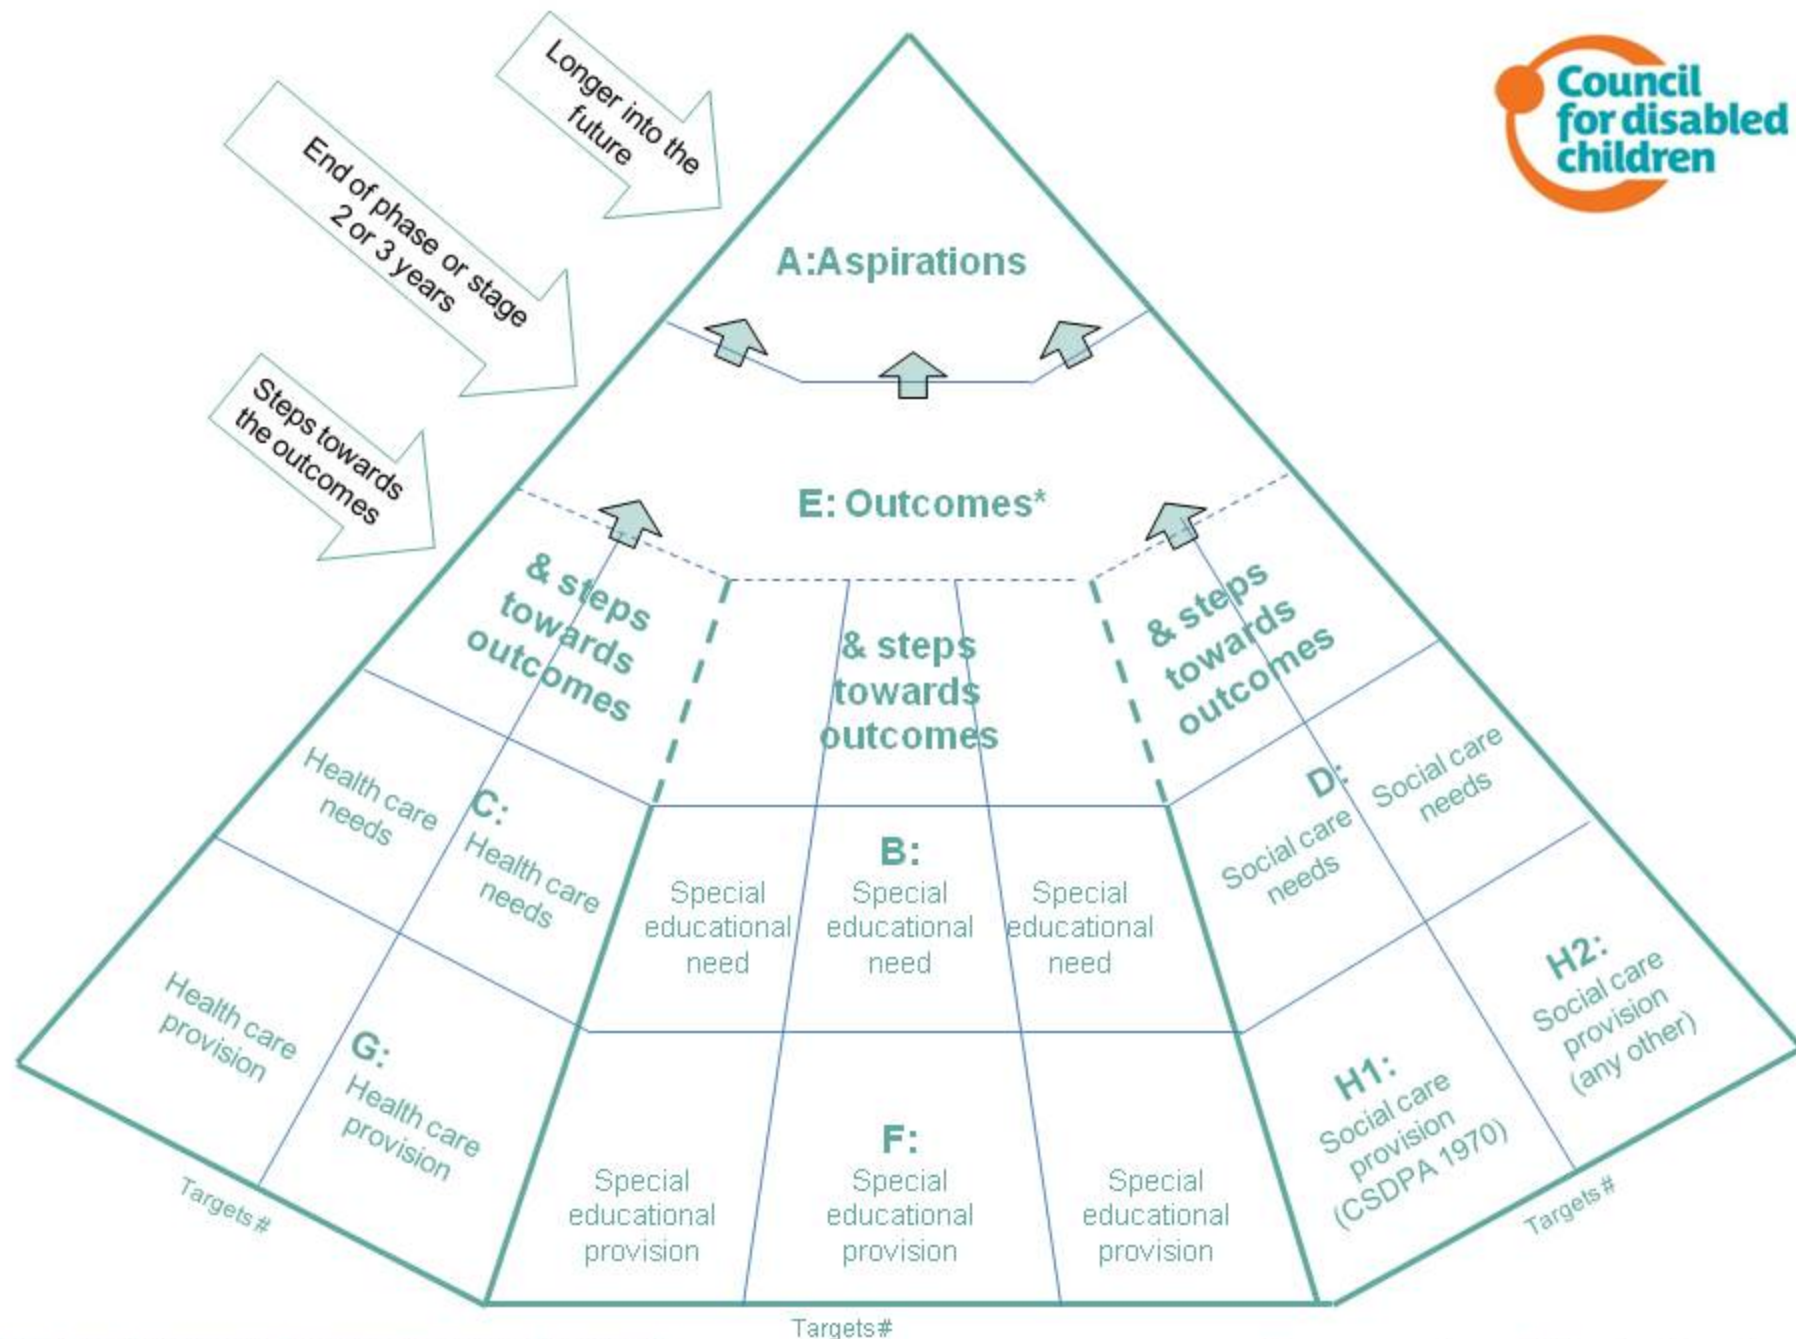 Longer into the
future
Council
for disabled
children
End of phase or stage
2 or 3 years
A:Aspirations
Steps towards
the outcomes
E: Outcomes*
& steps
towards
outcomes
& steps
towards
outcomes
& steps
towards
outcomes
Health care
needs
C:
Health care
needs
B:
Special
educational
need
Special
educational
need
Special
educational
need
D:
Social care
needs
Social care
needs
Health care
provision
G:
Health care
provision
F:
Special
educational
provision
Special
educational
provision
Special
educational
provision
H1:
Social care
provision
(CSDPA 1970)
H2:
Social care
provision
(any other)
Targets#
Targets#
Targets#